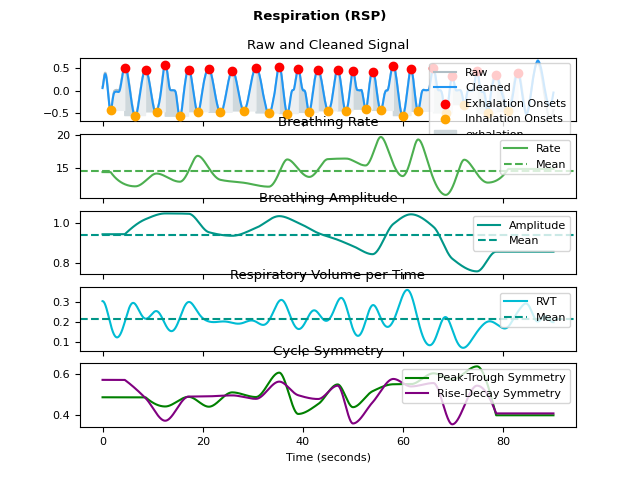 Respiration (RSP)
Raw and Cleaned Signal
0.5
0.0
−0.5
Raw
Cleaned
Exhalation Onsets
Inhalation Onsets
exhalation
Breathing Rate
20
15
Rate
Mean
Breathing Amplitude
1.0
0.8
Amplitude
Mean
Respiratory Volume per Time
0.3
0.2
0.1
RVT
Mean
Cycle Symmetry
0.6
0.4
Peak-Trough Symmetry
Rise-Decay Symmetry
0 20 40 60 80
Time (seconds)